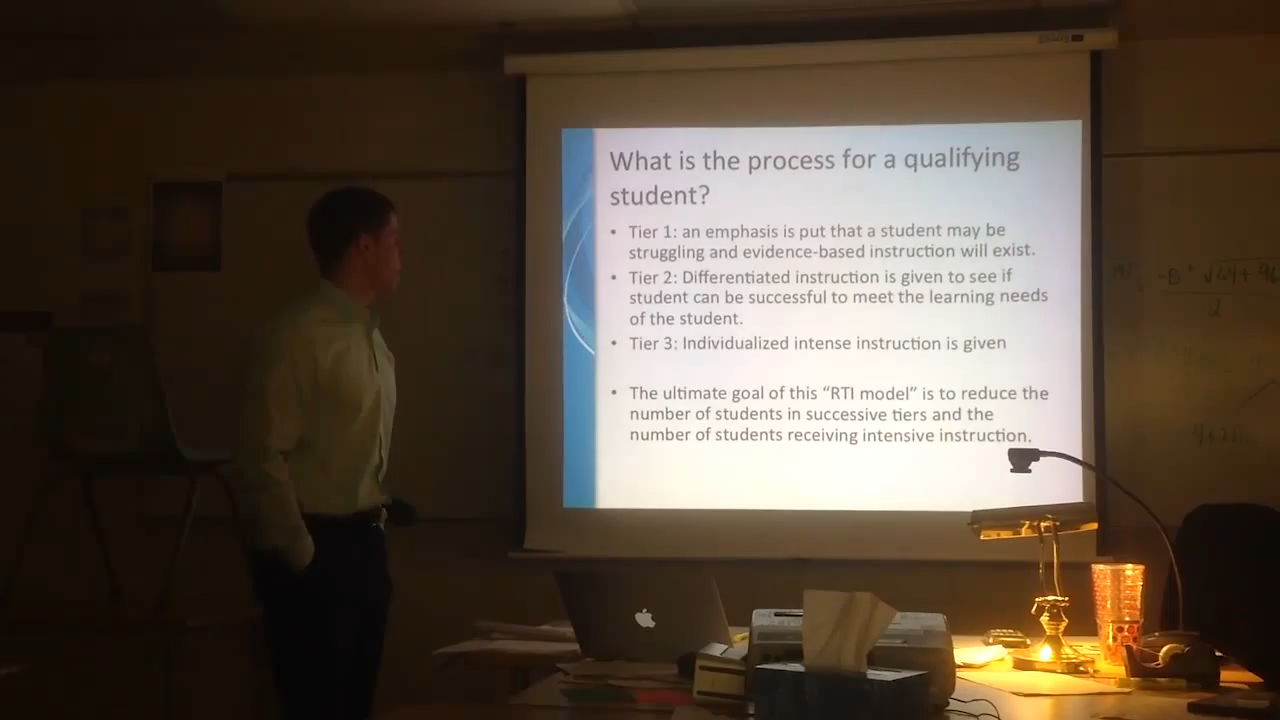 What is the process for a qualifying
student?
• Tier 1: an emphasis is put that a student may be
struggling and evidence-based instruction will exist.
• Tier 2: Differentiated instruction is given to see if
student can be successful to meet the learning needs
of the student.
• Tier 3: Individualized intense instruction is given
• The ultimate goal of this “RTI model” is to reduce the
number of students in successive tiers and the
number of students receiving intensive instruction.